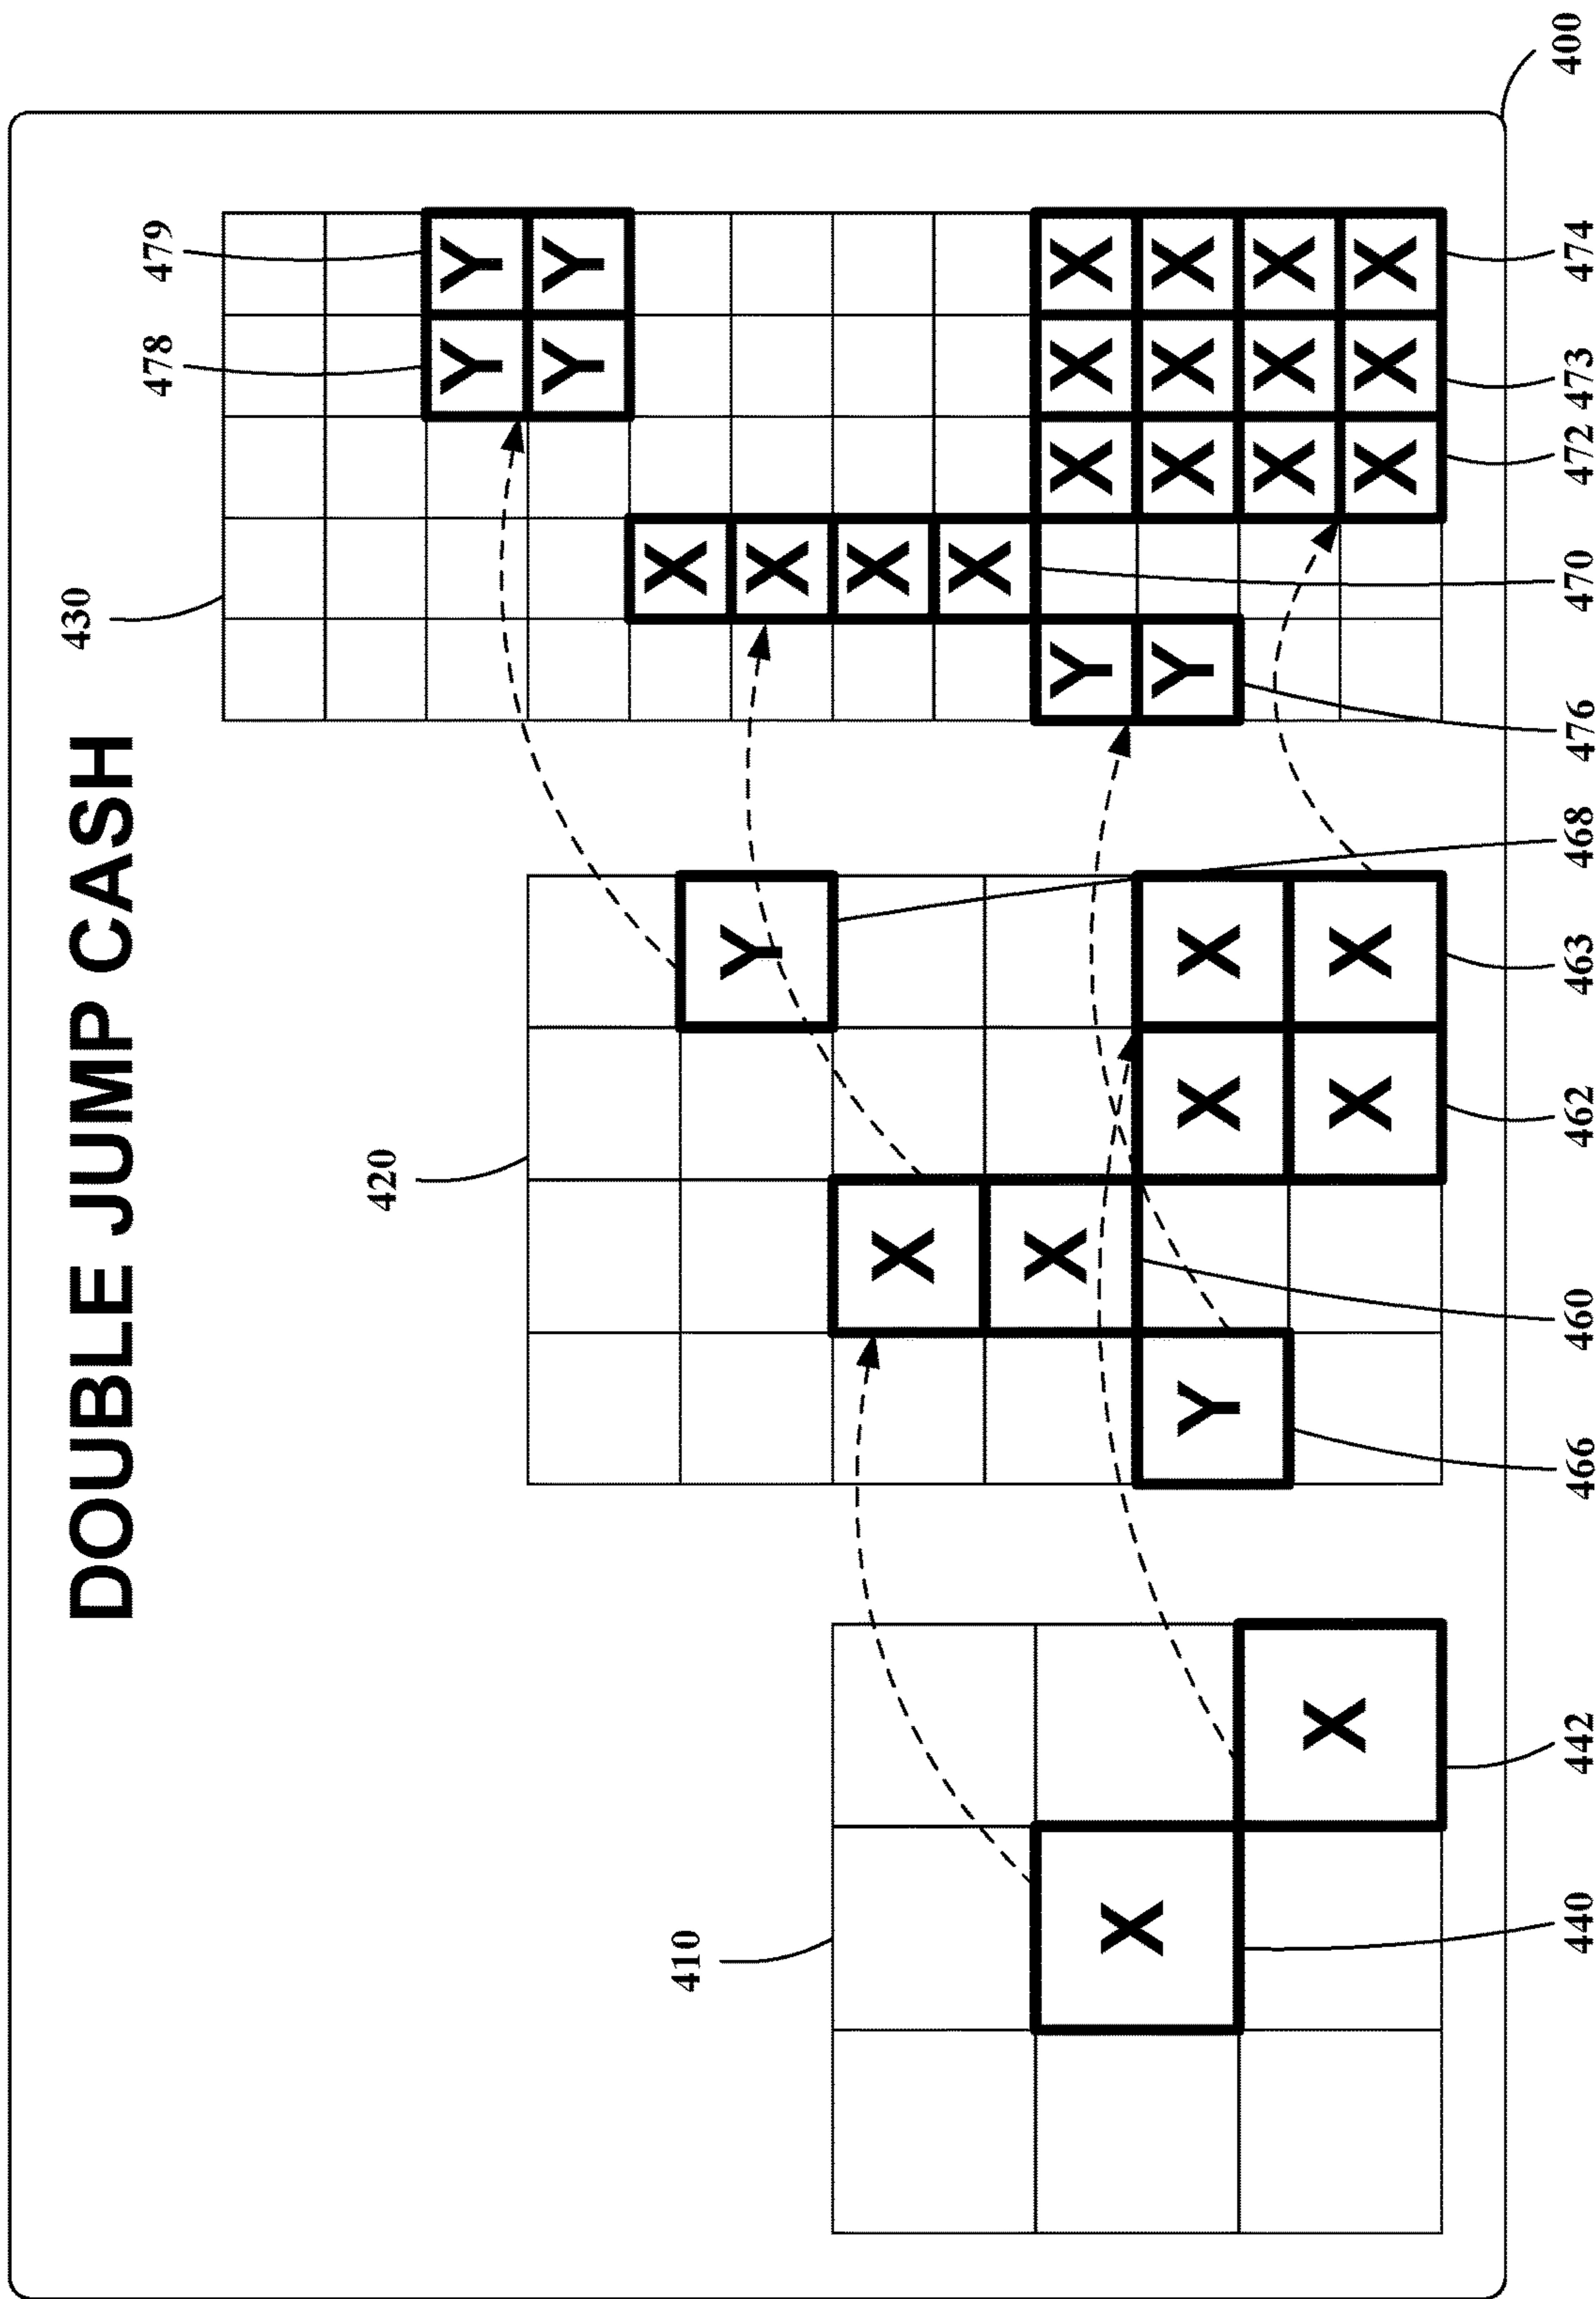 DOUBLE JUMP CASH
410
X
X
420
Y
X
X
Y X X
X X
430
478 479
Y Y
Y Y
X
X
X
X
Y X X X
Y X X X
X X X
X X X
440 442 466 460 462 463 468 476 470 472 473 474
400